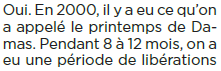 Oui. En 2000, il y a eu ce qu'on
a appelé le printemps de Da-
mas. Pendant 8 à 12 mois, on a
eu une période de libérations